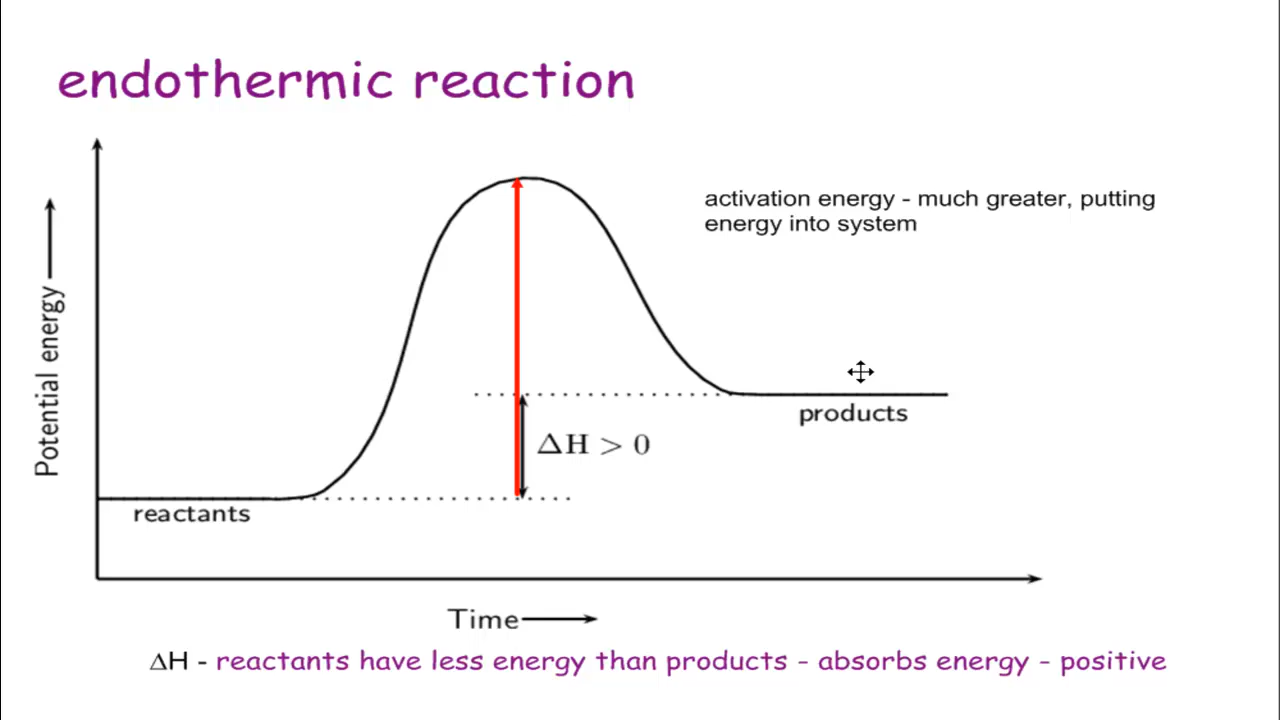 endothermic reaction
activation energy - much greater, putting
energy into system
Potential energy
ΔH > 0
products
reactants
Time
ΔH - reactants have less energy than products - absorbs energy - positive